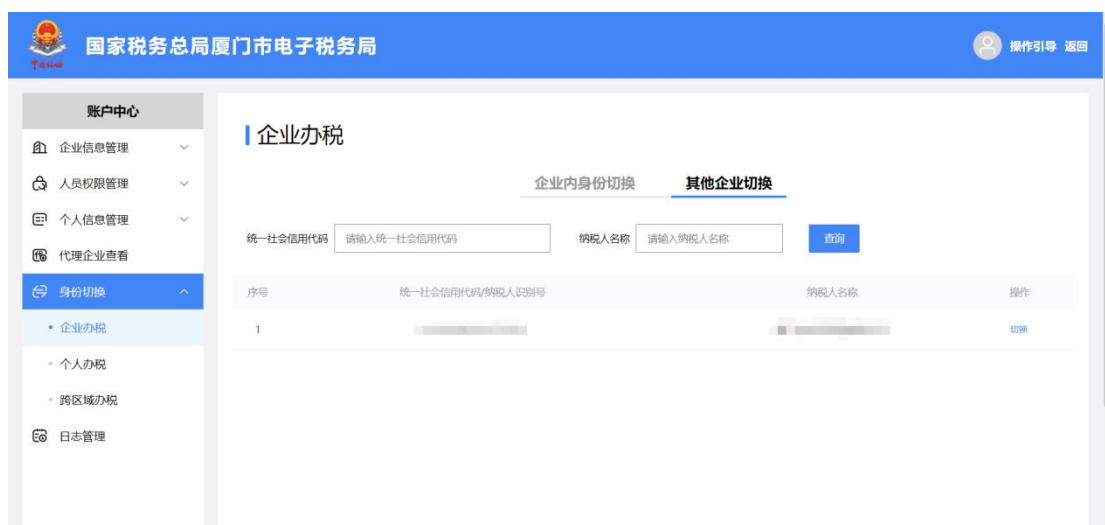 国家税务总局厦门市电子税务局
操作引导 返回
账户中心
企业信息管理
人员权限管理
个人信息管理
代理企业查看
身份切换
企业办税
个人办税
跨区域办税
日志管理
企业办税
企业内身份切换 其他企业切换
统一社会信用代码 请输入统一社会信用代码 纳税人名称 请输入纳税人名称 查询
序号 统一社会信用代码/纳税人识别号 纳税人名称 操作
1 切换